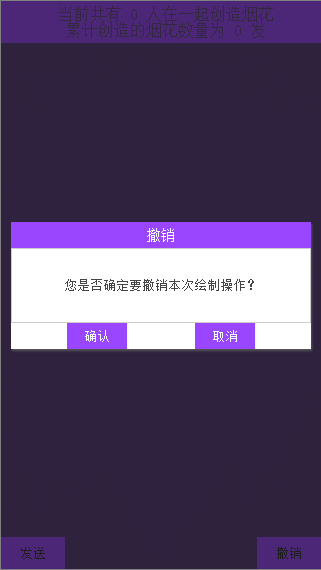 当前共有 0 人在一起创造烟花
累计创造的烟花数量为 0 发
撤销
您是否确定要撤销本次绘制操作？
确认
取消
发送
撤销